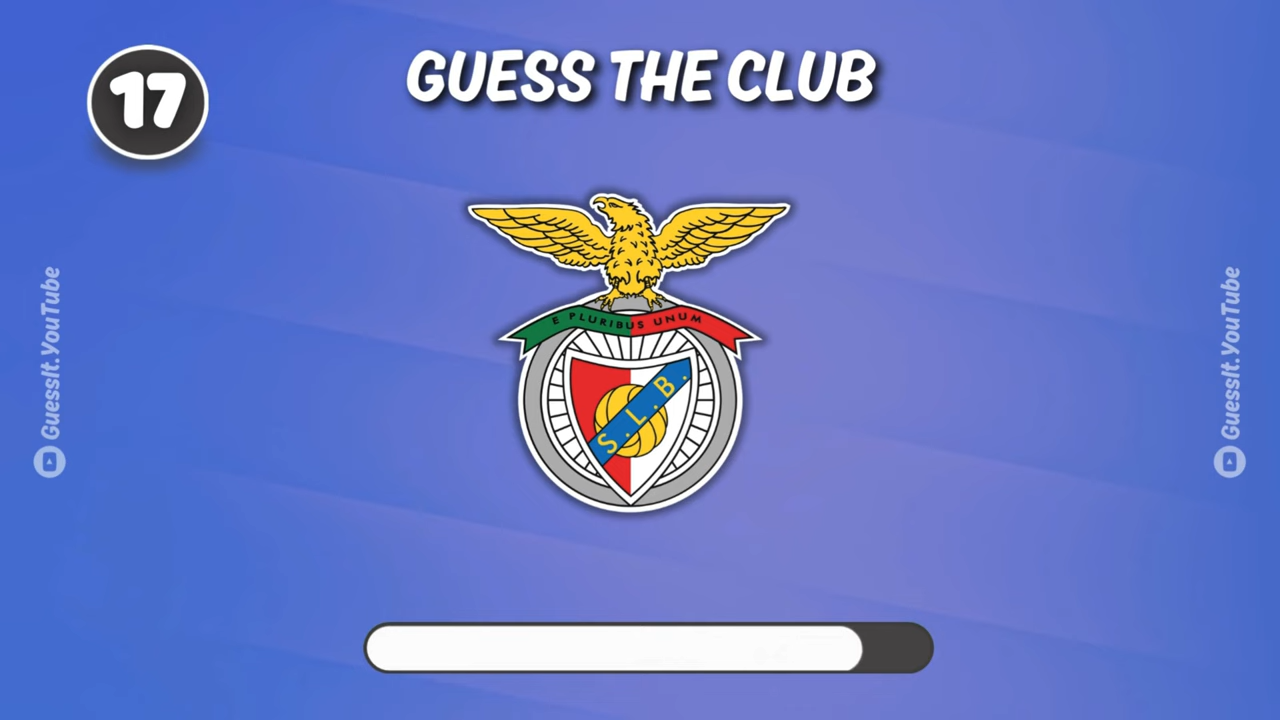 17
GUESS THE CLUB
E PLURIBUS UNUM
S.L.B.
GuessIt.YouTube
GuessIt.YouTube